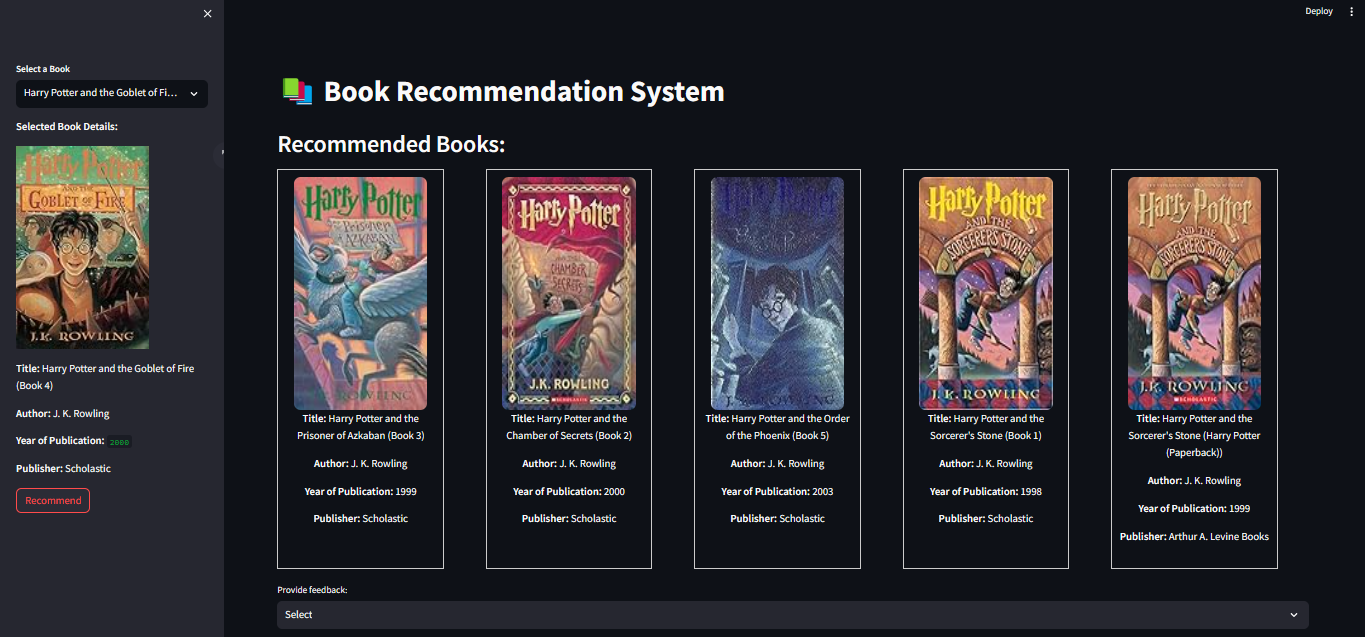 Deploy
Select a Book
Harry Potter and the Goblet of Fi...
Selected Book Details:
Harry Potter
AND THE
GOBLET OF FIRE
J.K. ROWLING
Title: Harry Potter and the Goblet of Fire
(Book 4)
Author: J. K. Rowling
Year of Publication: 2000
Publisher: Scholastic
Recommend
Book Recommendation System
Recommended Books:
Harry Potter
Prisoner of
AZKABAN
ROWLING
Title: Harry Potter and the
Prisoner of Azkaban (Book 3)
Author: J. K. Rowling
Year of Publication: 1999
Publisher: Scholastic
Harry Potter
AND THE
CHAMBER OF
SECRETS
J.K. ROWLING
SCHOLASTIC
Title: Harry Potter and the
Chamber of Secrets (Book 2)
Author: J. K. Rowling
Year of Publication: 2000
Publisher: Scholastic
Harry Potter
Title: Harry Potter and the Order
of the Phoenix (Book 5)
Author: J. K. Rowling
Year of Publication: 2003
Publisher: Scholastic
Harry Potter
AND THE
SORCERER'S STONE
J.K. ROWLING
Title: Harry Potter and the
Sorcerer's Stone (Book 1)
Author: J. K. Rowling
Year of Publication: 1998
Publisher: Scholastic
Harry Potter
AND THE
SORCERER'S STONE
J.K. ROWLING
SCHOLASTIC
Title: Harry Potter and the
Sorcerer's Stone (Harry Potter
(Paperback))
Author: J. K. Rowling
Year of Publication: 1999
Publisher: Arthur A. Levine Books
Provide feedback:
Select